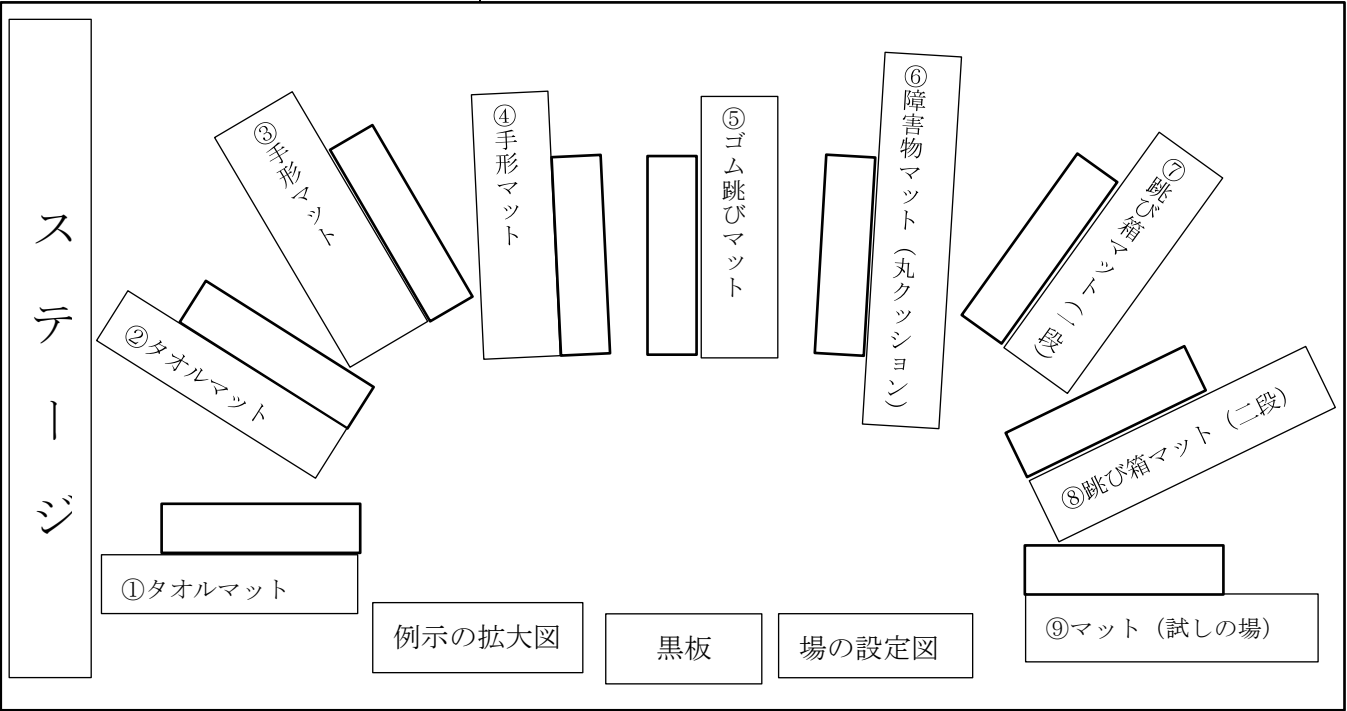 ステージ
①タオルマット
②タオルマット
③手形マット
④手形マット
⑤ゴム跳びマット
⑥障害物マット（丸クッション）
⑦跳び箱マット（一段）
⑧跳び箱マット（二段）
⑨マット（試しの場）
例示の拡大図
黒板
場の設定図